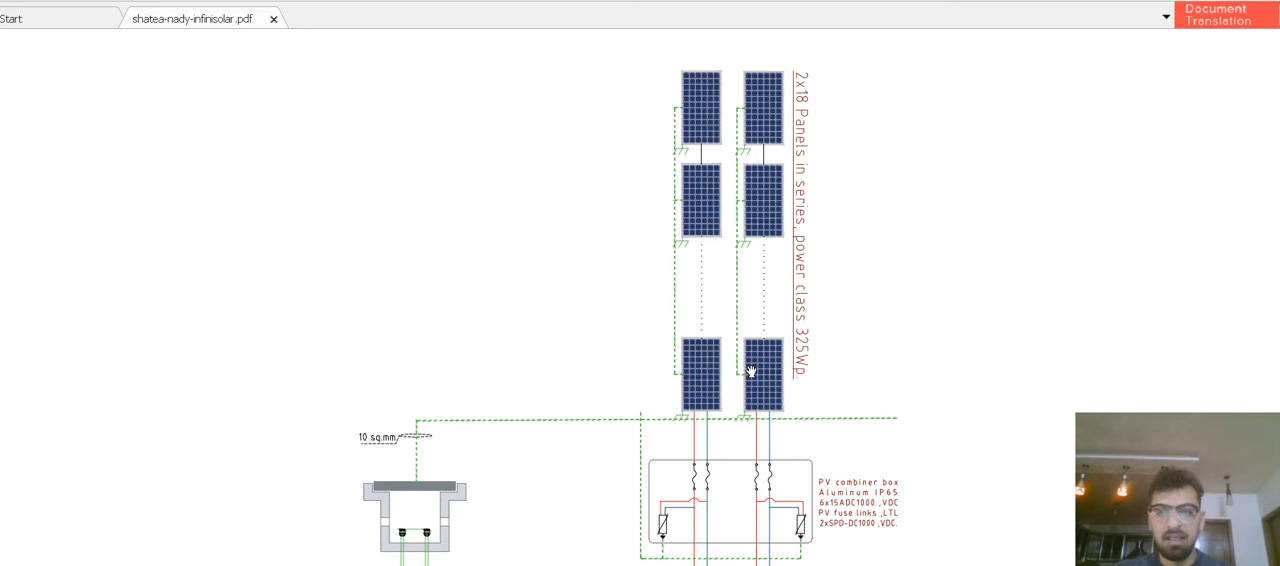 Start
shatea-nady-infinisolar.pdf
Document
Translation
2x18 Panels in series, power class 325Wp.
10 sq.mm
PV combiner box
Aluminum IP65
6x15ADC1000 ,VDC
PV fuse links ,LTL
2xSPD-DC1000 ,VDC.